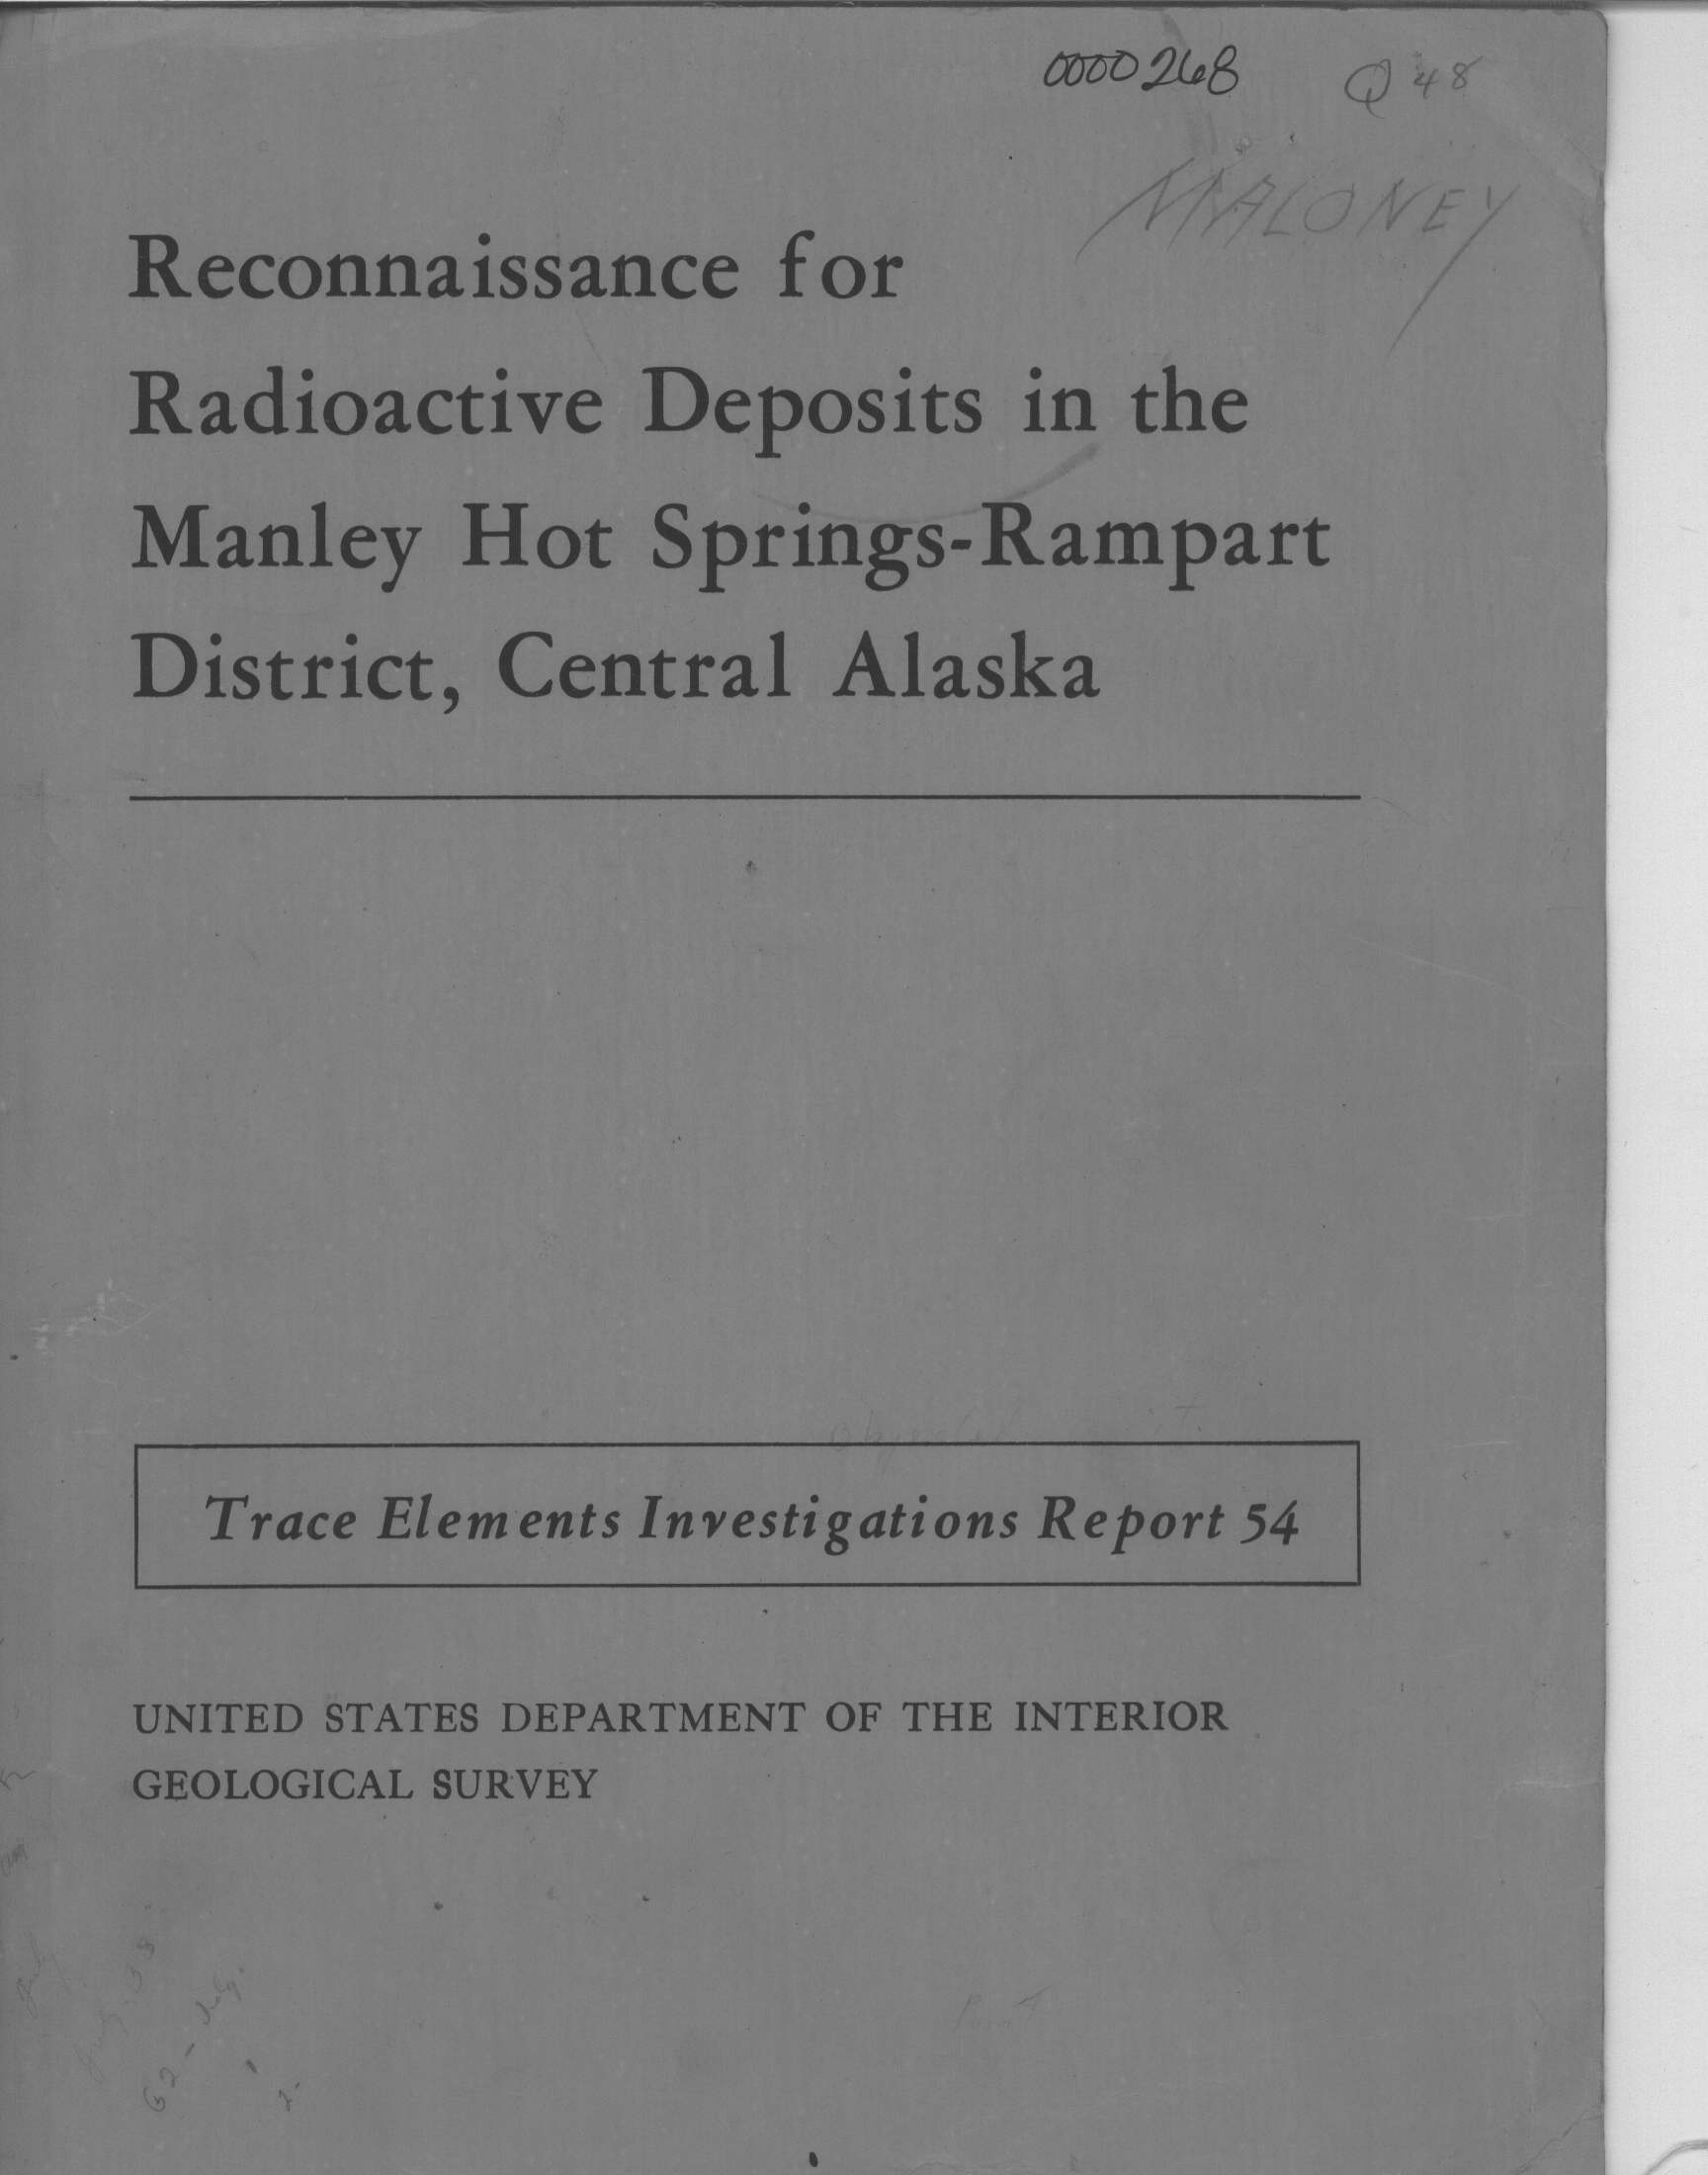 0000268 Q 48
MALONEY
Reconnaissance for
Radioactive Deposits in the
Manley Hot Springs-Rampart
District, Central Alaska
Trace Elements Investigations Report 54
UNITED STATES DEPARTMENT OF THE INTERIOR
GEOLOGICAL SURVEY